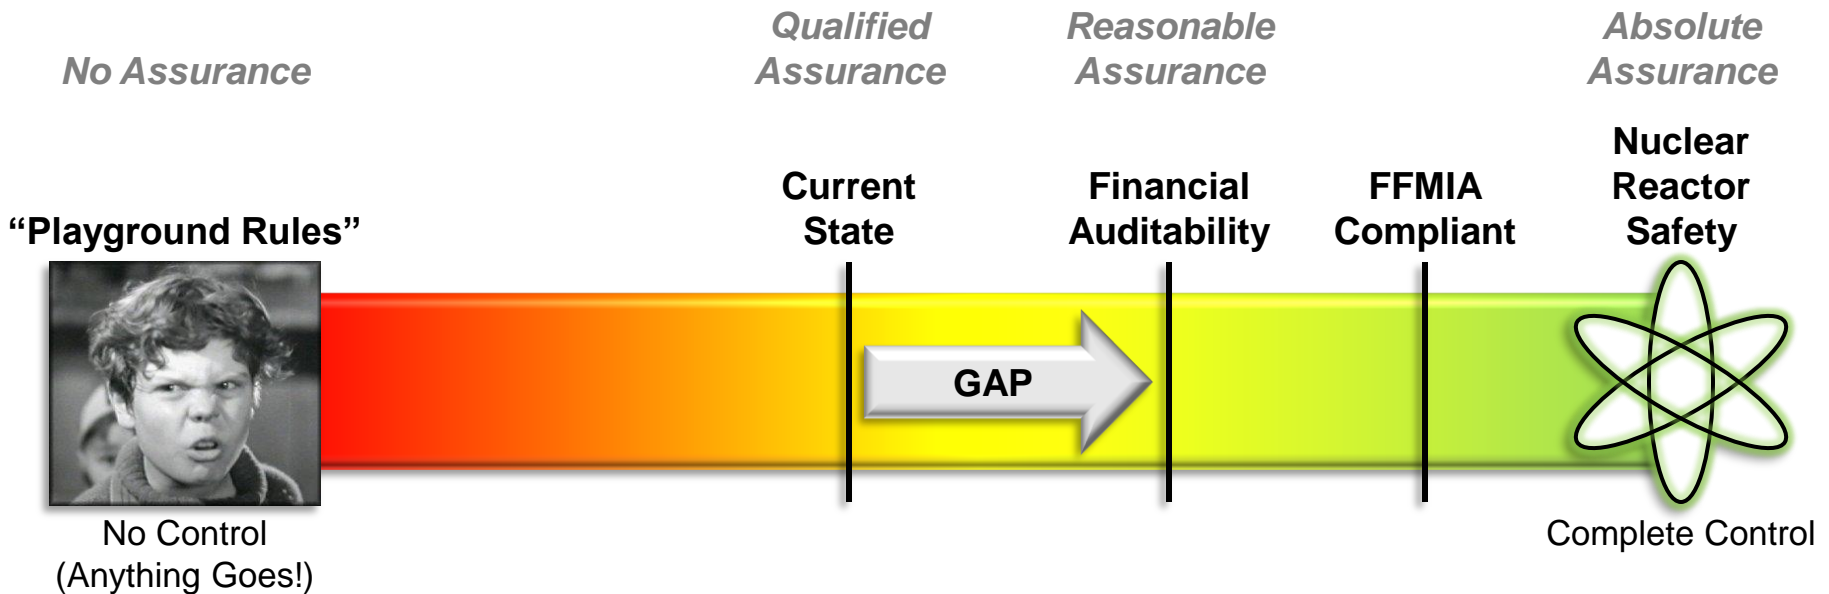 No Assurance
Qualified
Assurance
Reasonable
Assurance
Absolute
Assurance
“Playground Rules”
Current
State
Financial
Auditability
FFMIA
Compliant
Nuclear
Reactor
Safety
GAP
No Control
(Anything Goes!)
Complete Control